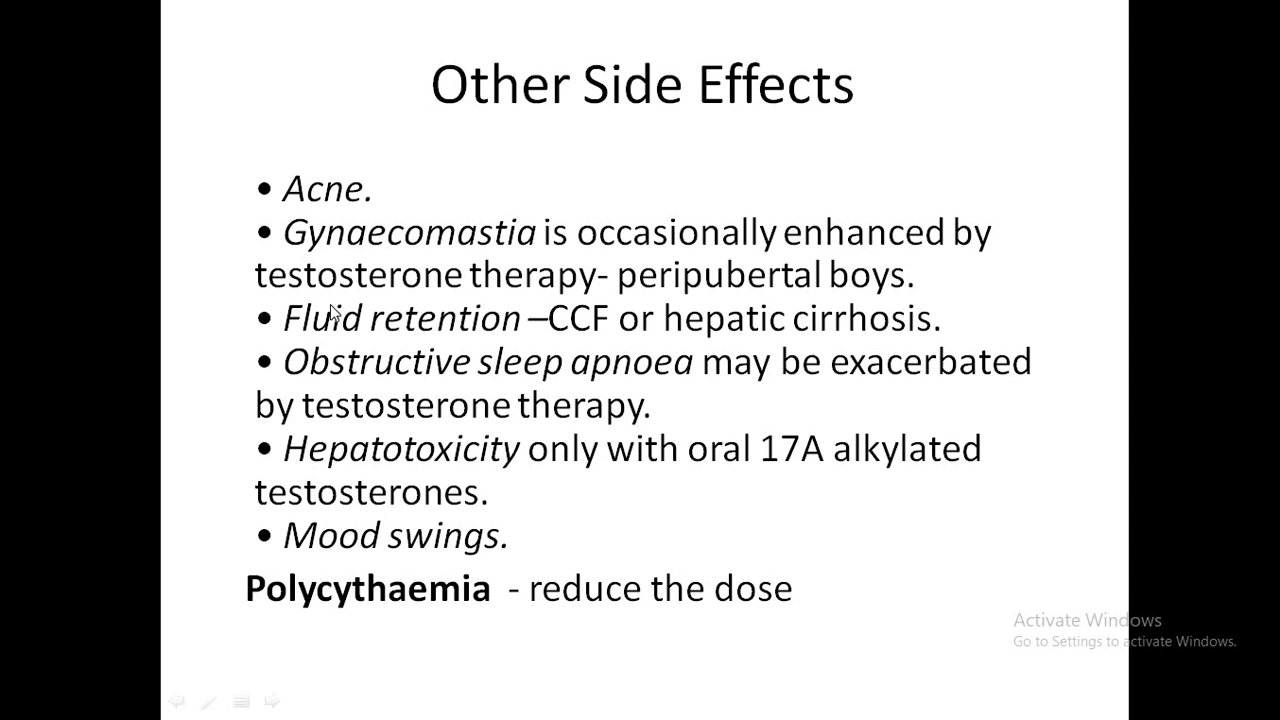 Other Side Effects
• Acne.
• Gynaecomastia is occasionally enhanced by
testosterone therapy- peripubertal boys.
• Fluid retention –CCF or hepatic cirrhosis.
• Obstructive sleep apnoea may be exacerbated
by testosterone therapy.
• Hepatotoxicity only with oral 17A alkylated
testosterones.
• Mood swings.
Polycythaemia - reduce the dose
Activate Windows
Go to Settings to activate Windows.